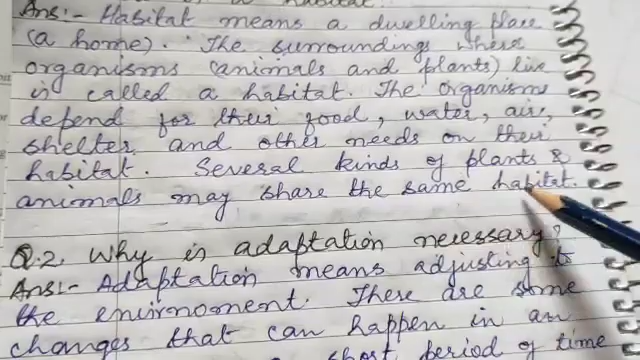 a habitat.
Ans:- Habitat means a dwelling place
(a home). The surroundings where
organisms (animals and plants) live
is called a habitat. The organisms
depend for their food, water, air,
shelter and other needs on their
habitat. Several kinds of plants &
animals may share the same habitat.
Q.2. Why is adaptation necessary?
Ans:- Adaptation means adjusting to
the envirnoment. There are some
changes that can happen in an
short period of time